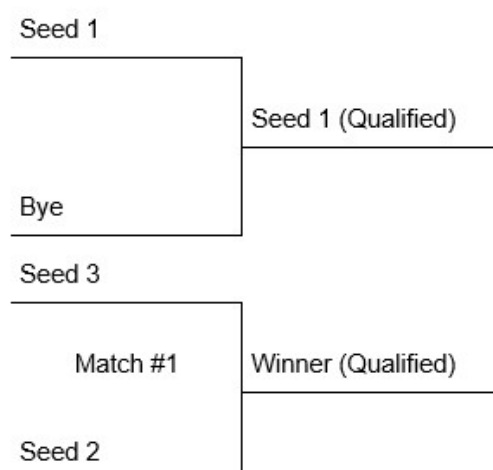 Seed 1
Seed 1 (Qualified)
Bye
Seed 3
Match #1
Winner (Qualified)
Seed 2